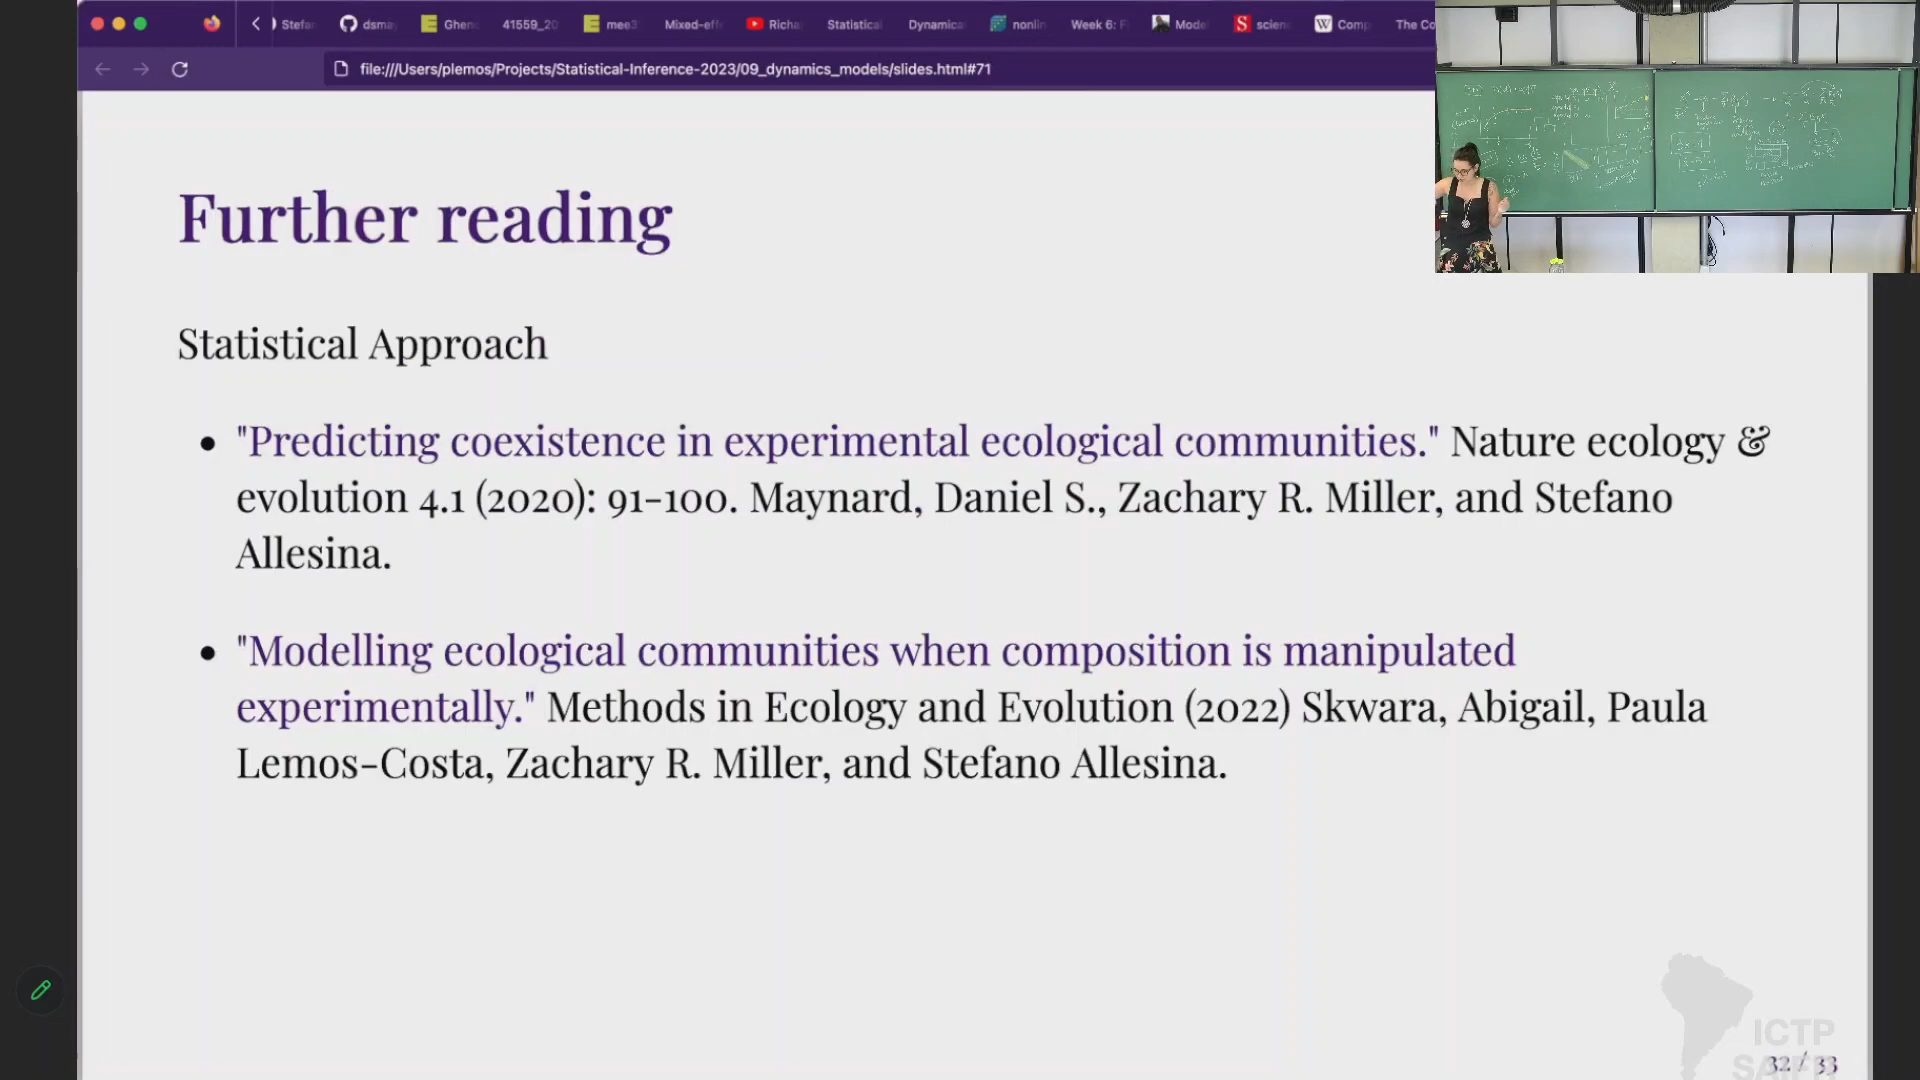 Stefa
dsma
Ghen
41559_20
mee3
Mixed-eff
Richa
Statistical
Dynamica
nonlin
Week 6: F
Mode
scien
Comp
The Co
file:///Users/plemos/Projects/Statistical-Inference-2023/09_dynamics_models/slides.html#71
Further reading
Statistical Approach
"Predicting coexistence in experimental ecological communities." Nature ecology &
evolution 4.1 (2020): 91-100. Maynard, Daniel S., Zachary R. Miller, and Stefano
Allesina.
"Modelling ecological communities when composition is manipulated
experimentally." Methods in Ecology and Evolution (2022) Skwara, Abigail, Paula
Lemos-Costa, Zachary R. Miller, and Stefano Allesina.
ICTP
32 / 33